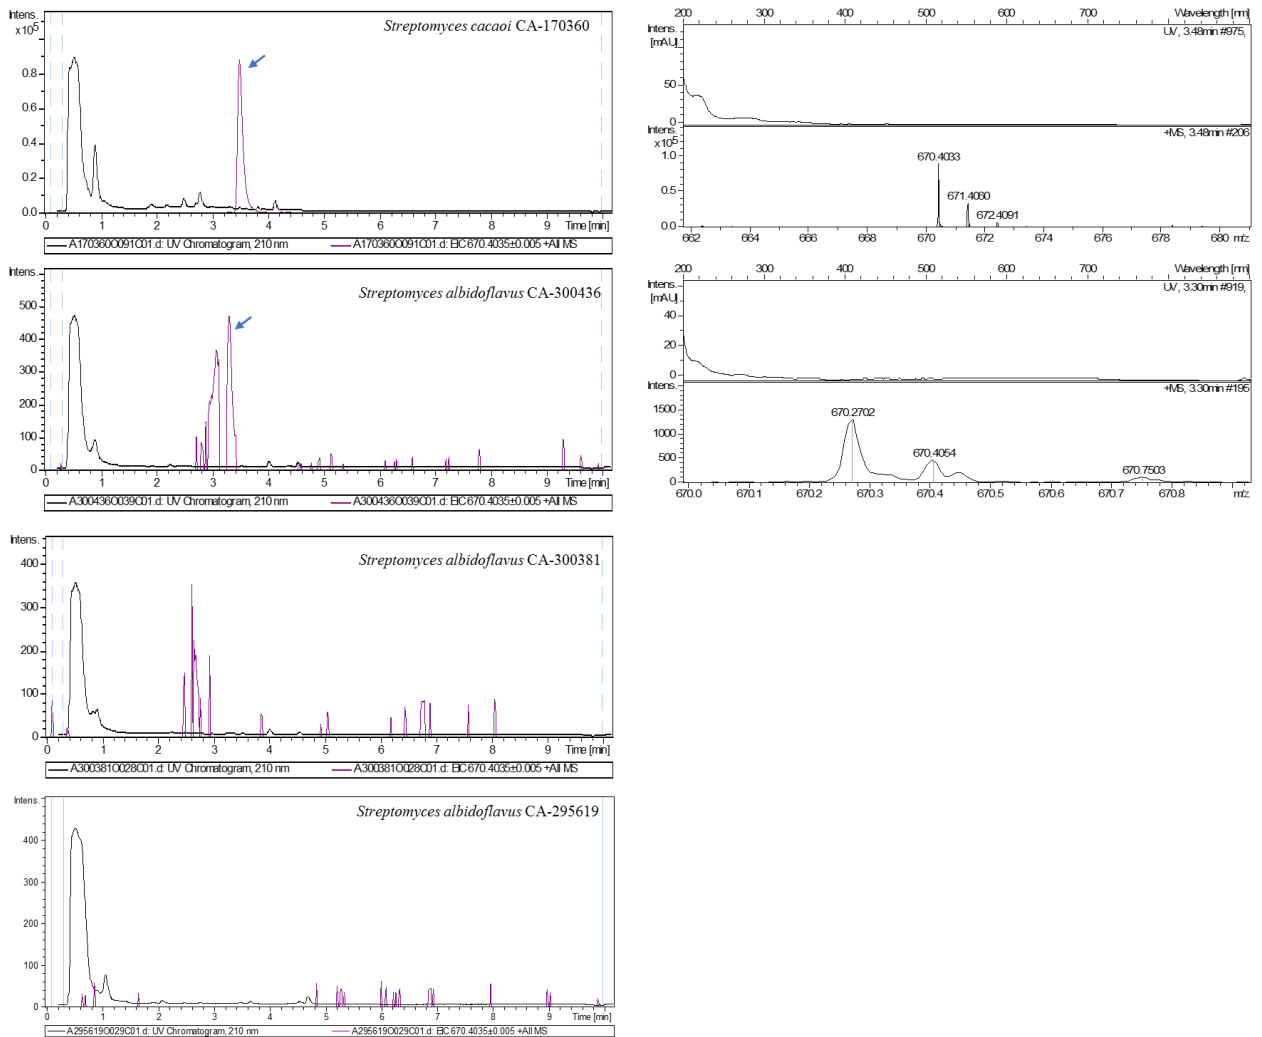 Intens.
x10⁵
Streptomyces cacaoi CA-170360
0.8
0.6
0.4
0.2
0.0
0 1 2 3 4 5 6 7 8 9 Time [min]
A170360O091C01.d: UV Chromatogram, 210 nm A170360O091C01.d: EIC 670.4035±0.005 +All MS
200 300 400 500 600 700 Wavelength [nm]
Intens.
[mAU]
UV, 3.48min #975,
50
0
Intens.
x10⁵
+MS, 3.48min #206
1.0
0.5
0.0
670.4033
671.4060
672.4091
662 664 666 668 670 672 674 676 678 680 m/z
Intens.
Streptomyces albidoflavus CA-300436
500
400
300
200
100
0
0 1 2 3 4 5 6 7 8 9 Time [min]
A300436O039C01.d: UV Chromatogram, 210 nm A300436O039C01.d: EIC 670.4035±0.005 +All MS
200 300 400 500 600 700 Wavelength [nm]
Intens.
[mAU]
UV, 3.30min #919,
40
20
0
Intens.
+MS, 3.30min #195
1500
1000
500
0
670.2702
670.4054
670.7503
670.0 670.1 670.2 670.3 670.4 670.5 670.6 670.7 670.8 m/z
Intens.
Streptomyces albidoflavus CA-300381
400
300
200
100
0
0 1 2 3 4 5 6 7 8 9 Time [min]
A300381O028C01.d: UV Chromatogram, 210 nm A300381O028C01.d: EIC 670.4035±0.005 +All MS
Intens.
Streptomyces albidoflavus CA-295619
400
300
200
100
0
0 1 2 3 4 5 6 7 8 9 Time [min]
A295619O029C01.d: UV Chromatogram, 210 nm A295619O029C01.d: EIC 670.4035±0.005 +All MS